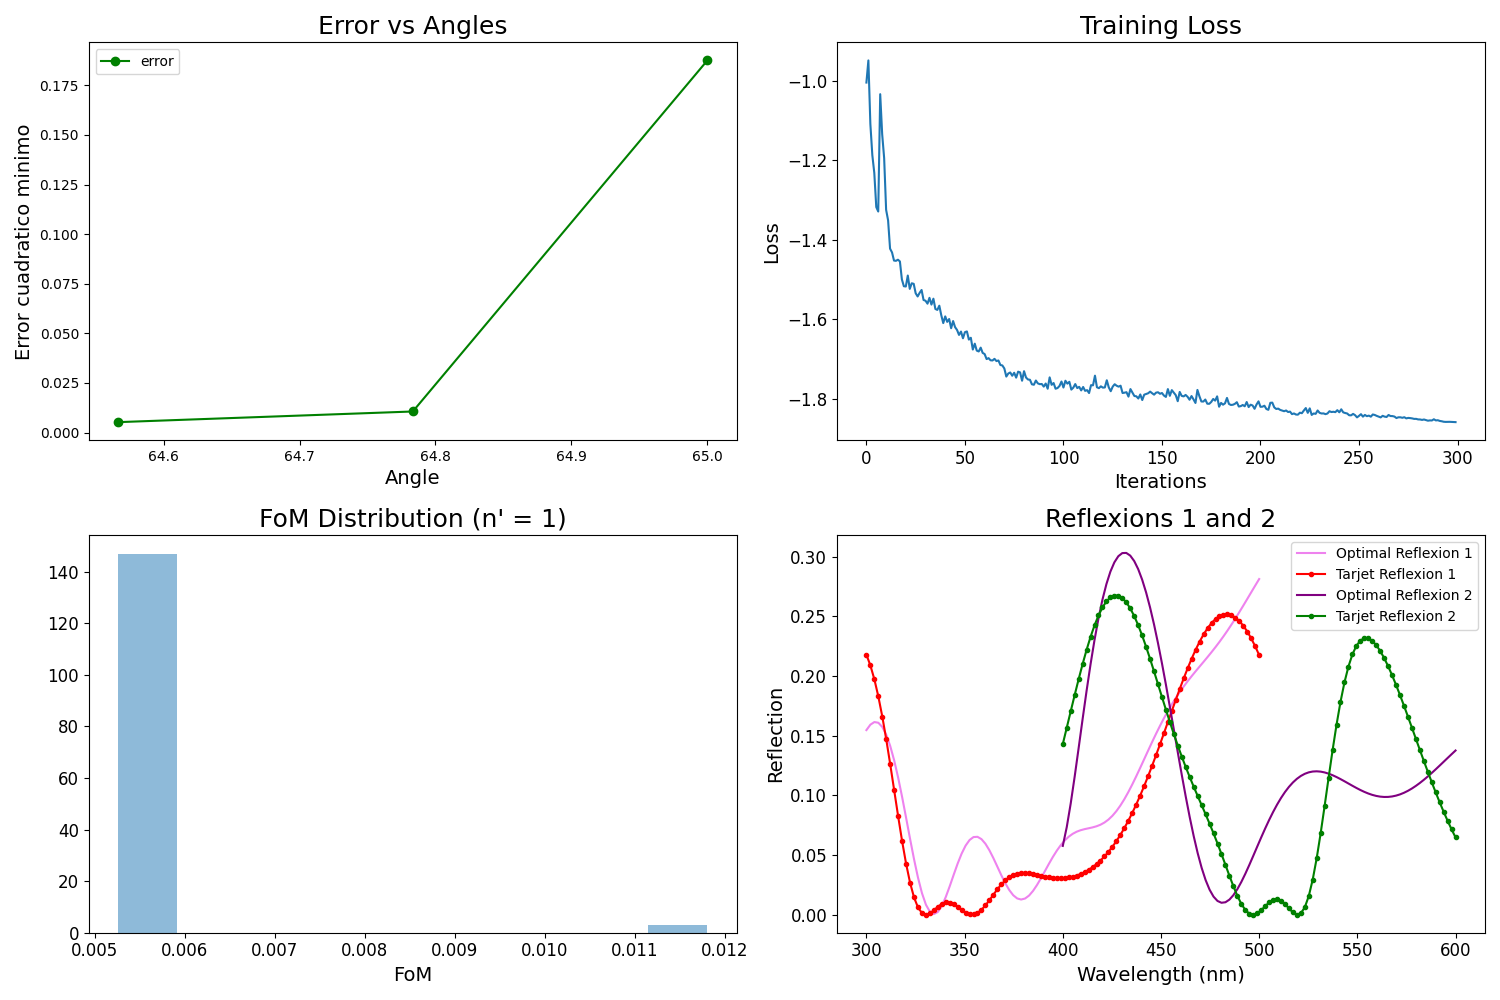 Error vs Angles
error
0.175
0.150
0.125
0.100
0.075
0.050
0.025
0.000
Error cuadratico minimo
64.6 64.7 64.8 64.9 65.0
Angle
Training Loss
−1.0
−1.2
−1.4
−1.6
−1.8
Loss
0 50 100 150 200 250 300
Iterations
FoM Distribution (n' = 1)
140
120
100
80
60
40
20
0
0.005 0.006 0.007 0.008 0.009 0.010 0.011 0.012
FoM
Reflexions 1 and 2
Optimal Reflexion 1
Tarjet Reflexion 1
Optimal Reflexion 2
Tarjet Reflexion 2
0.30
0.25
0.20
0.15
0.10
0.05
0.00
Reflection
300 350 400 450 500 550 600
Wavelength (nm)